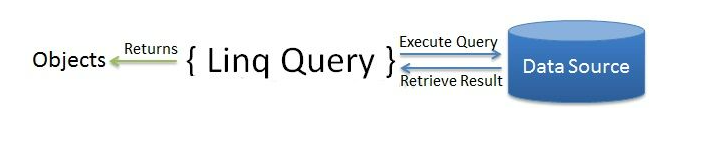 Objects
Returns
{ Linq Query }
Execute Query
Retrieve Result
Data Source